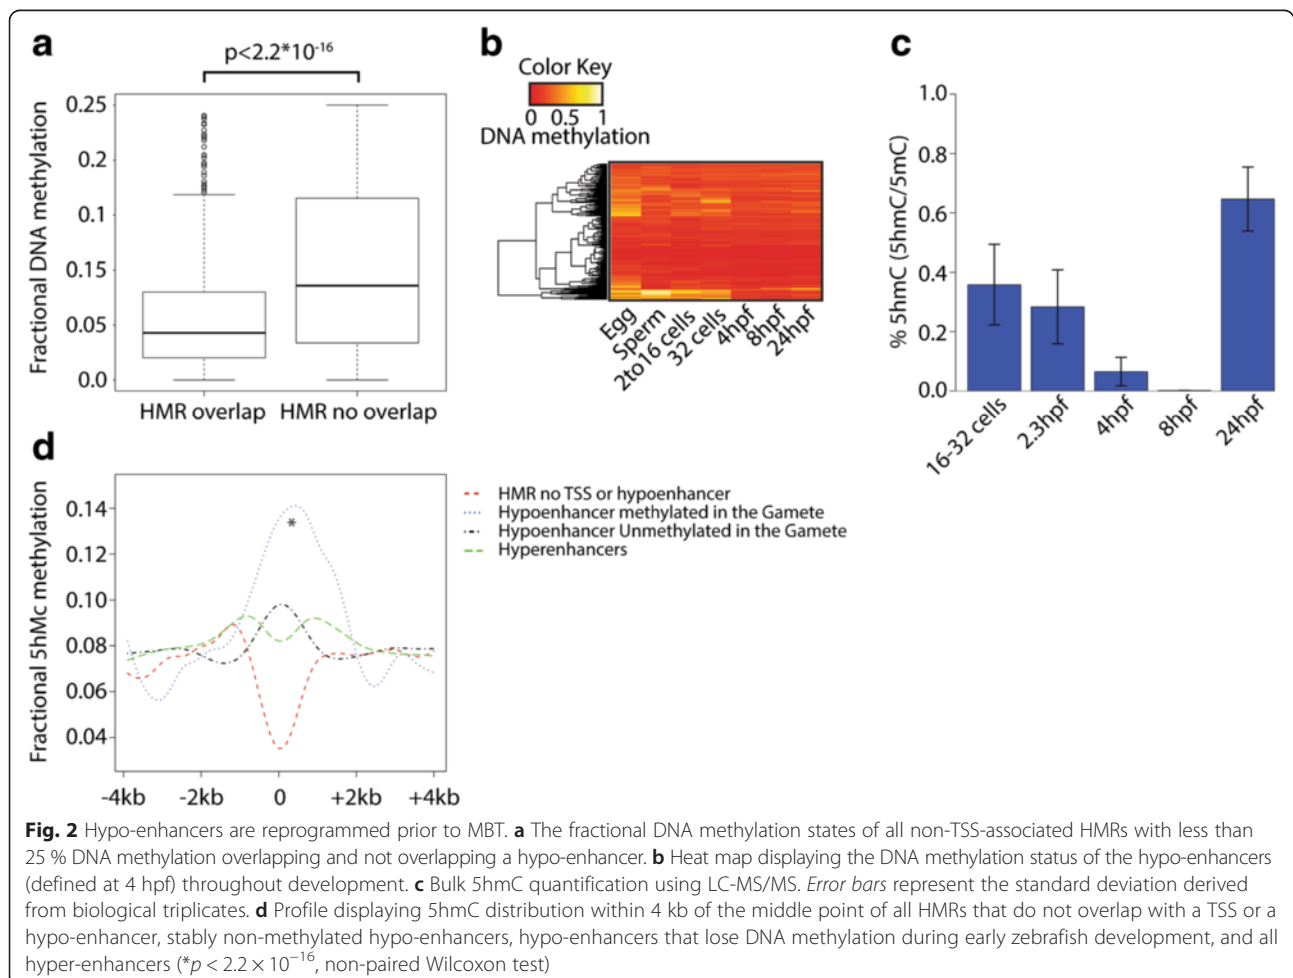 a
p<2.2*10⁻¹⁶
Fractional DNA methylation
0.25
0.2
0.1
0.15
0.05
0.0
HMR overlap
HMR no overlap
b
Color Key
0 0.5 1
DNA methylation
Egg
Sperm
2to16 cells
32 cells
4hpf
8hpf
24hpf
c
% 5hmC (5hmC/5mC)
1.0
0.8
0.6
0.4
0.2
0.0
16-32 cells
2.3hpf
4hpf
8hpf
24hpf
d
Fractional 5hMc methylation
0.14
0.12
0.10
0.08
0.06
0.04
*
-4kb
-2kb
0
+2kb
+4kb
HMR no TSS or hypoenhancer
Hypoenhancer methylated in the Gamete
Hypoenhancer Unmethylated in the Gamete
Hyperenhancers
Fig. 2 Hypo-enhancers are reprogrammed prior to MBT. a The fractional DNA methylation states of all non-TSS-associated HMRs with less than
25 % DNA methylation overlapping and not overlapping a hypo-enhancer. b Heat map displaying the DNA methylation status of the hypo-enhancers
(defined at 4 hpf) throughout development. c Bulk 5hmC quantification using LC-MS/MS. Error bars represent the standard deviation derived
from biological triplicates. d Profile displaying 5hmC distribution within 4 kb of the middle point of all HMRs that do not overlap with a TSS or a
hypo-enhancer, stably non-methylated hypo-enhancers, hypo-enhancers that lose DNA methylation during early zebrafish development, and all
hyper-enhancers (*p < 2.2 × 10⁻¹⁶, non-paired Wilcoxon test)